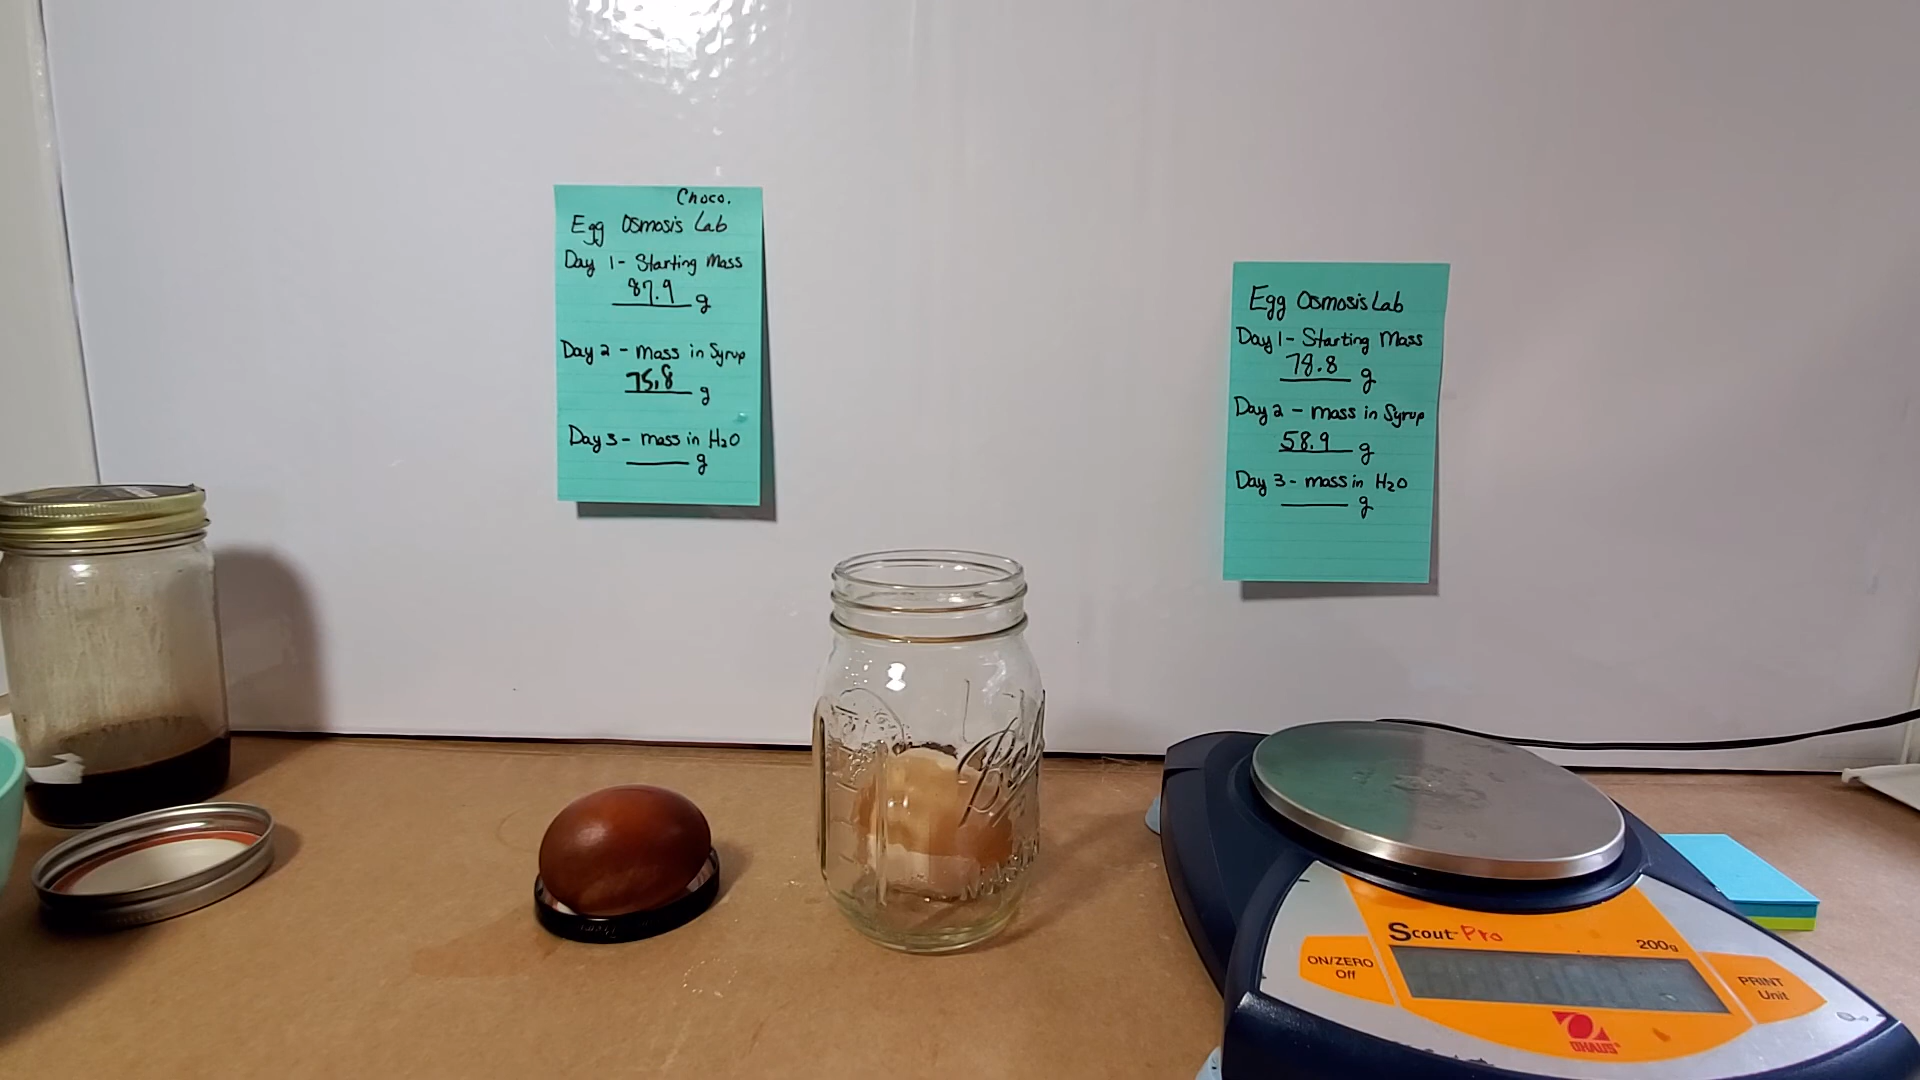 Choco.
Egg Osmosis Lab
Day 1- Starting Mass
87.9 g
Day 2 - mass in Syrup
75.8 g
Day 3 - mass in H₂O
g
Egg Osmosis Lab
Day 1- Starting Mass
78.8 g
Day 2 - mass in Syrup
58.9 g
Day 3 - mass in H₂O
g
Ball
Scout Pro
200g
ON/ZERO
Off
PRINT
Unit
OHAUS